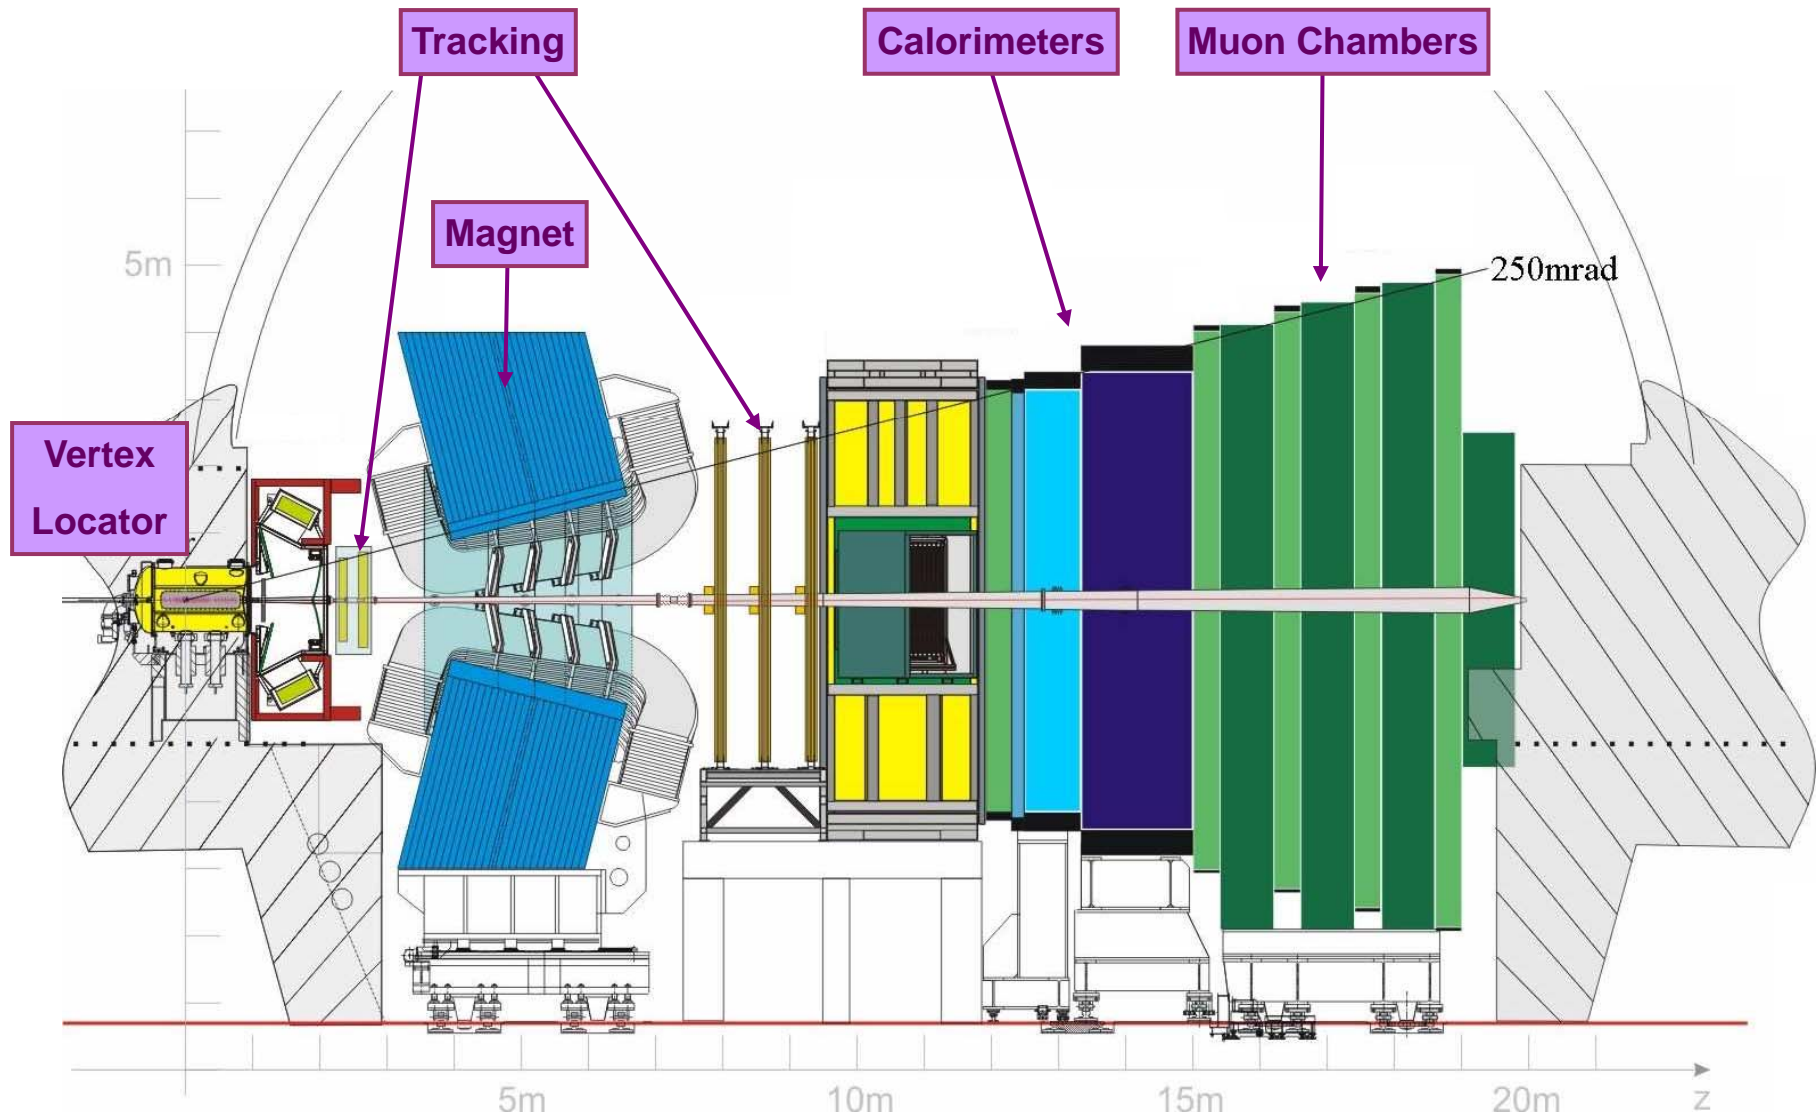 Tracking
Calorimeters
Muon Chambers
Magnet
5m
250mrad
Vertex
Locator
5m
10m
15m
20m
z